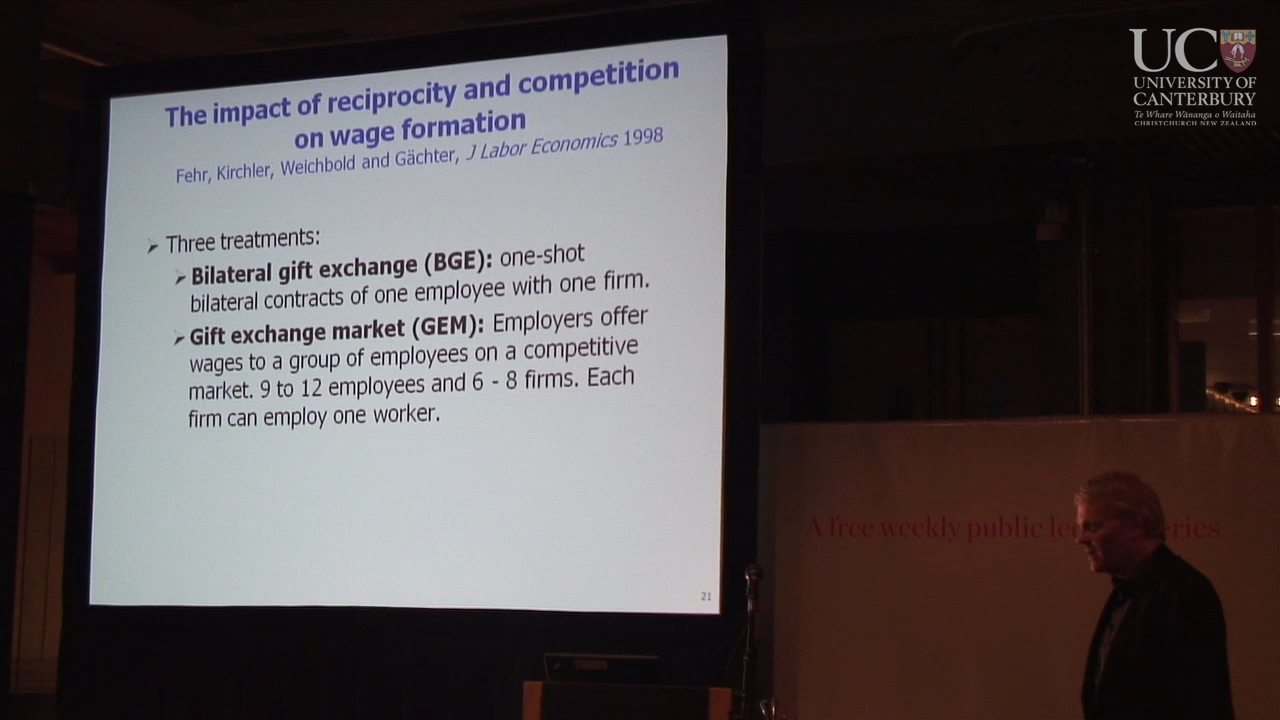 The impact of reciprocity and competition
on wage formation
Fehr, Kirchler, Weichbold and Gächter, J Labor Economics 1998
➢ Three treatments:
➢ Bilateral gift exchange (BGE): one-shot
bilateral contracts of one employee with one firm.
➢ Gift exchange market (GEM): Employers offer
wages to a group of employees on a competitive
market. 9 to 12 employees and 6 - 8 firms. Each
firm can employ one worker.
21
UC
UNIVERSITY OF
CANTERBURY
Te Whare Wānanga o Waitaha
CHRISTCHURCH NEW ZEALAND
A free weekly public